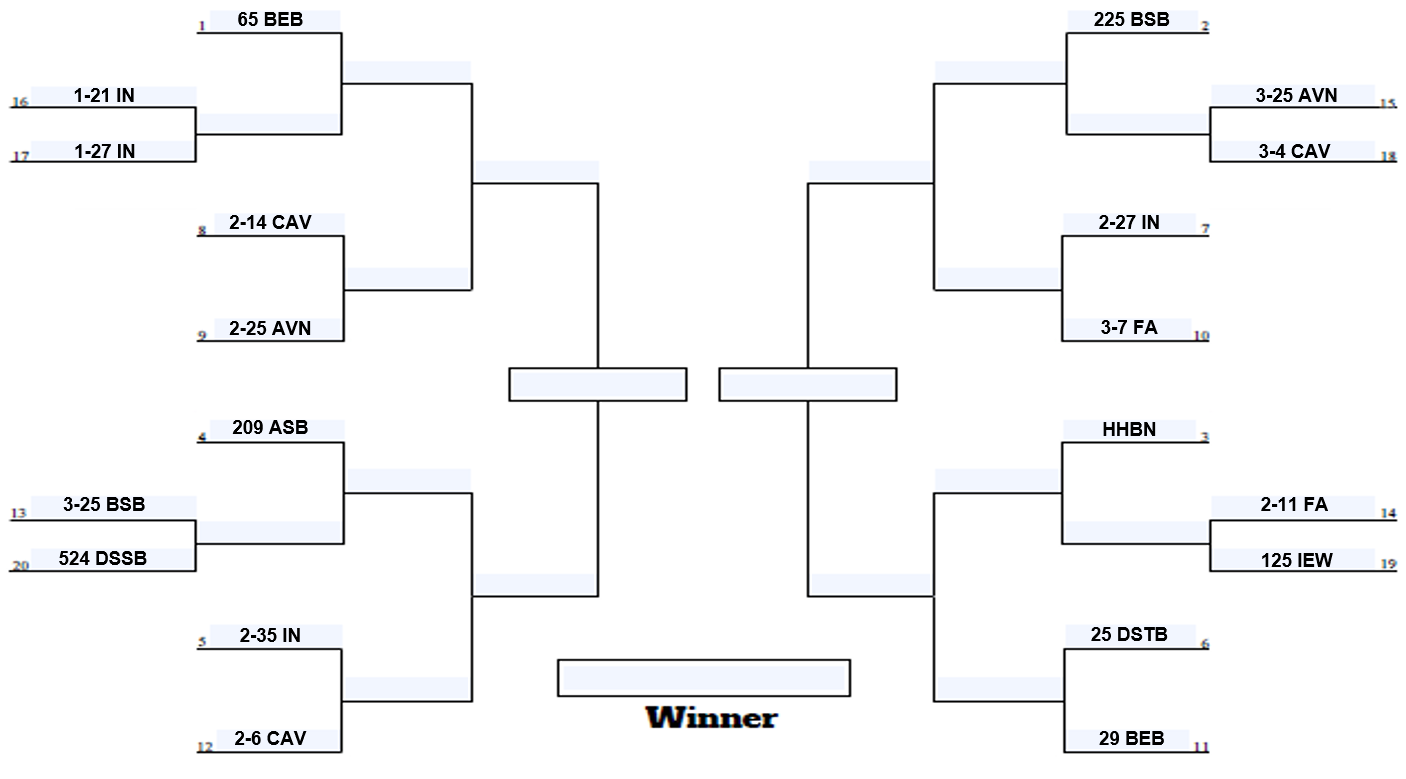 1 65 BEB
16 1-21 IN
17 1-27 IN
8 2-14 CAV
9 2-25 AVN
4 209 ASB
13 3-25 BSB
20 524 DSSB
5 2-35 IN
12 2-6 CAV
225 BSB 2
3-25 AVN 15
3-4 CAV 18
2-27 IN 7
3-7 FA 10
HHBN 3
2-11 FA 14
125 IEW 19
25 DSTB 6
29 BEB 11
Winner